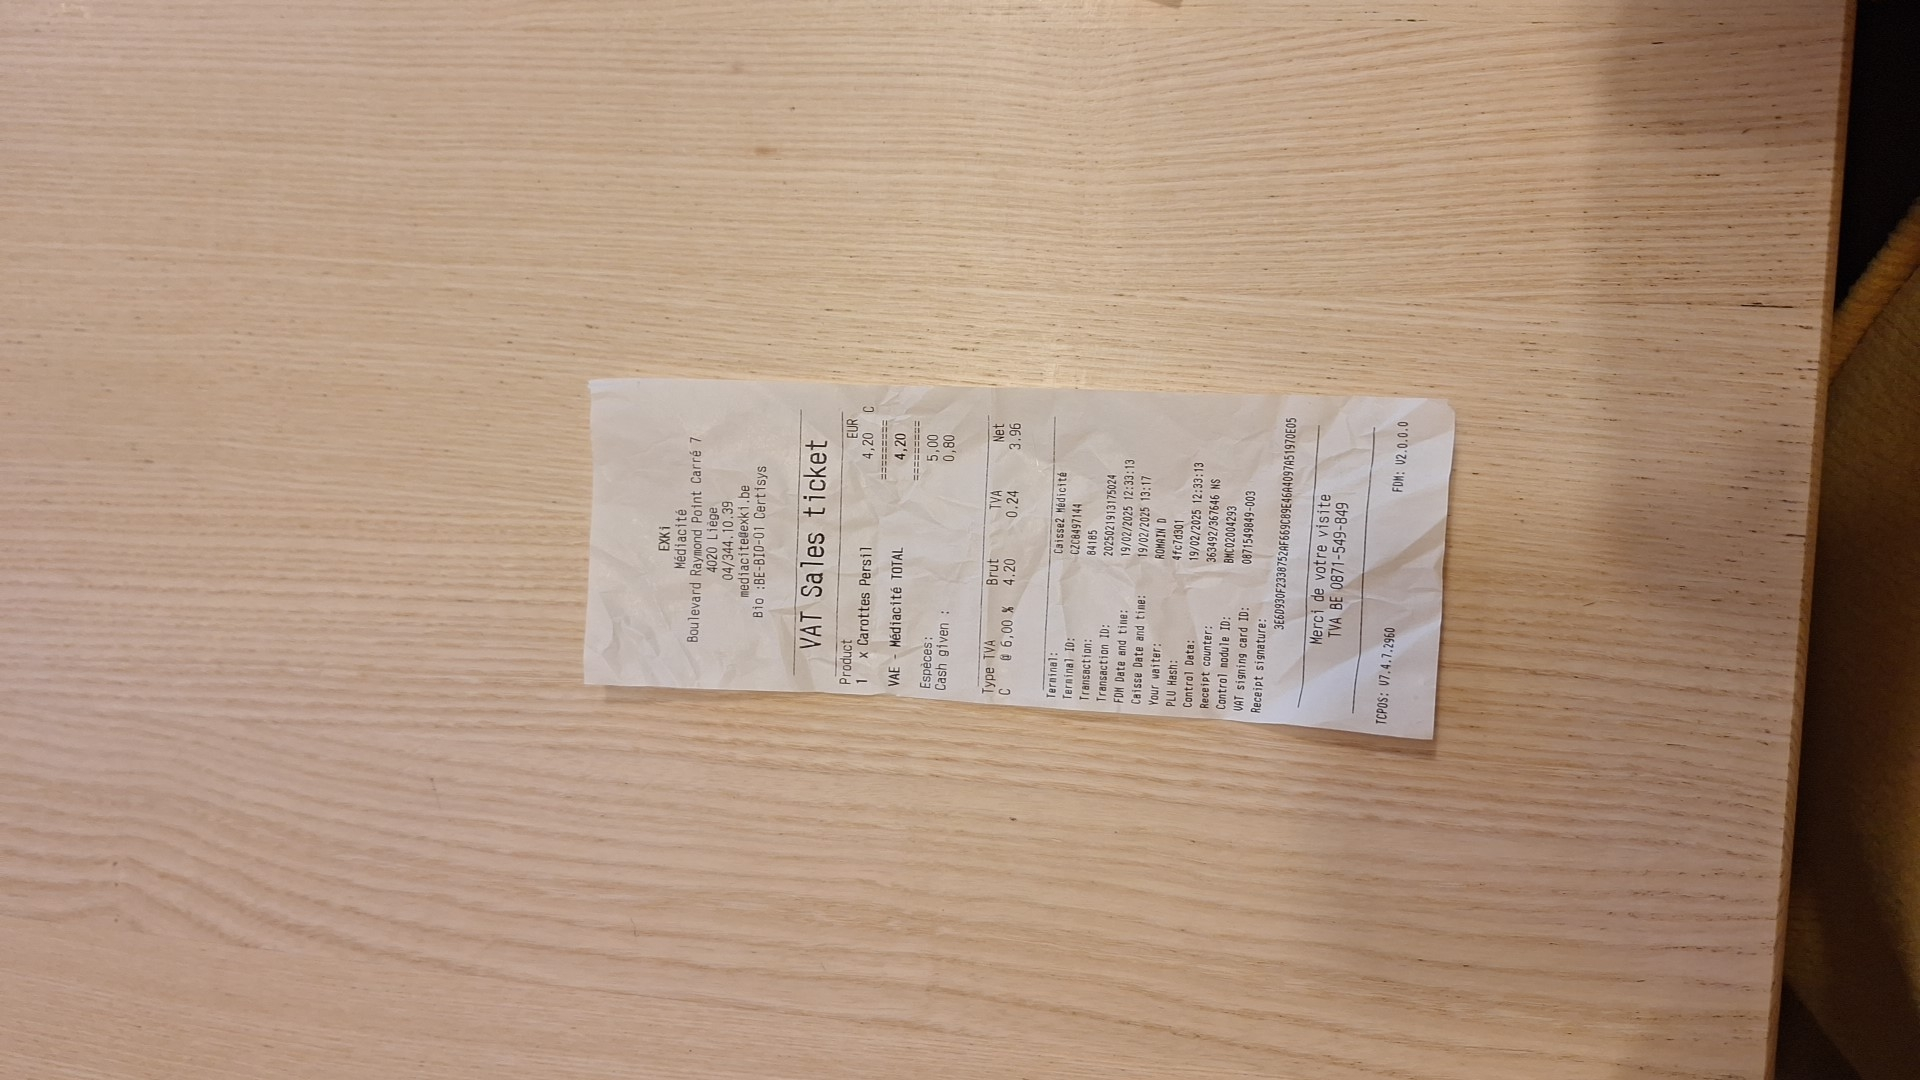 EXKi
Médiacité
Boulevard Raymond Point Carré 7
4020 Liège
04/344.10.39
mediacite@exki.be
Bio :BE-BIO-01 Certisys
VAT Sales ticket
Product EUR
1 x Carottes Persil 4,20 C
=========
VAE - Médiacité TOTAL 4,20
=========
Espèces: 5,00
Cash given : 0,80
Type TVA Brut TVA Net
C @ 6,00 % 4.20 0.24 3.96
Terminal: Caisse2 Médicité
Terminal ID: CZC8497144
Transaction: 84185
Transaction ID: 2025021913175024
FDM Date and time: 19/02/2025 12:33:13
Caisse Date and time: 19/02/2025 13:17
Your waiter: ROMAIN D
PLU Hash: 4fc7d301
Control Data: 19/02/2025 12:33:13
Receipt counter: 363492/367646 NS
Control module ID: BMC02004293
VAT signing card ID: 0871549849-003
Receipt signature:
3E6D930F2338752AF6B9C89E46A4097A51970E05
Merci de votre visite
TVA BE 0871-549-849
TCPOS: V7.4.7.2960 FDM: V2.0.0.0